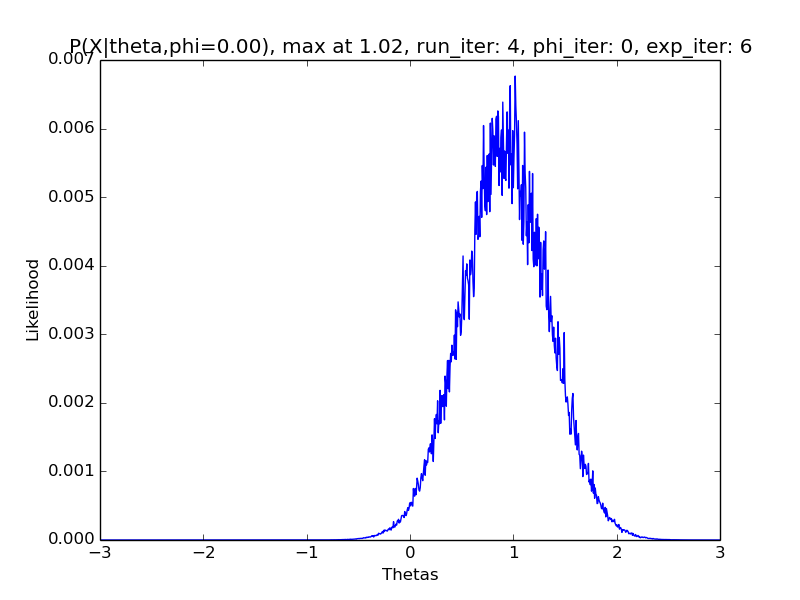 P(X|theta,phi=0.00), max at 1.02, run_iter: 4, phi_iter: 0, exp_iter: 6
0.007
0.006
0.005
0.004
0.003
0.002
0.001
0.000
Likelihood
−3 −2 −1 0 1 2 3
Thetas